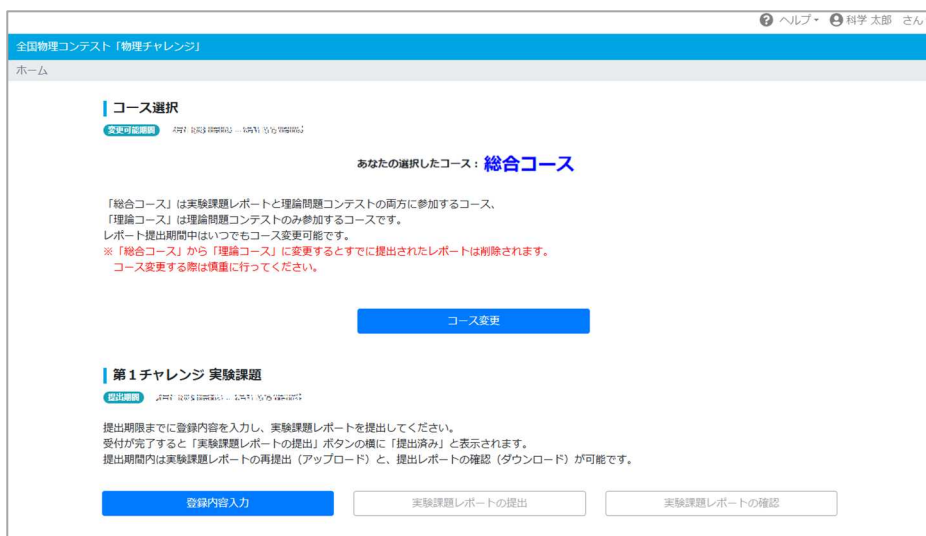 ヘルプ 科学 太郎 さん
全国物理コンテスト「物理チャレンジ」
ホーム
コース選択
変更可能期間
あなたの選択したコース： 総合コース
「総合コース」は実験課題レポートと理論問題コンテストの両方に参加するコース、
「理論コース」は理論問題コンテストのみ参加するコースです。
レポート提出期間中はいつでもコース変更可能です。
※「総合コース」から「理論コース」に変更するとすでに提出されたレポートは削除されます。
コース変更する際は慎重に行ってください。
コース変更
第１チャレンジ 実験課題
提出期間
提出期限までに登録内容を入力し、実験課題レポートを提出してください。
受付が完了すると「実験課題レポートの提出」ボタンの横に「提出済み」と表示されます。
提出期間内は実験課題レポートの再提出（アップロード）と、提出レポートの確認（ダウンロード）が可能です。
登録内容入力 実験課題レポートの提出 実験課題レポートの確認